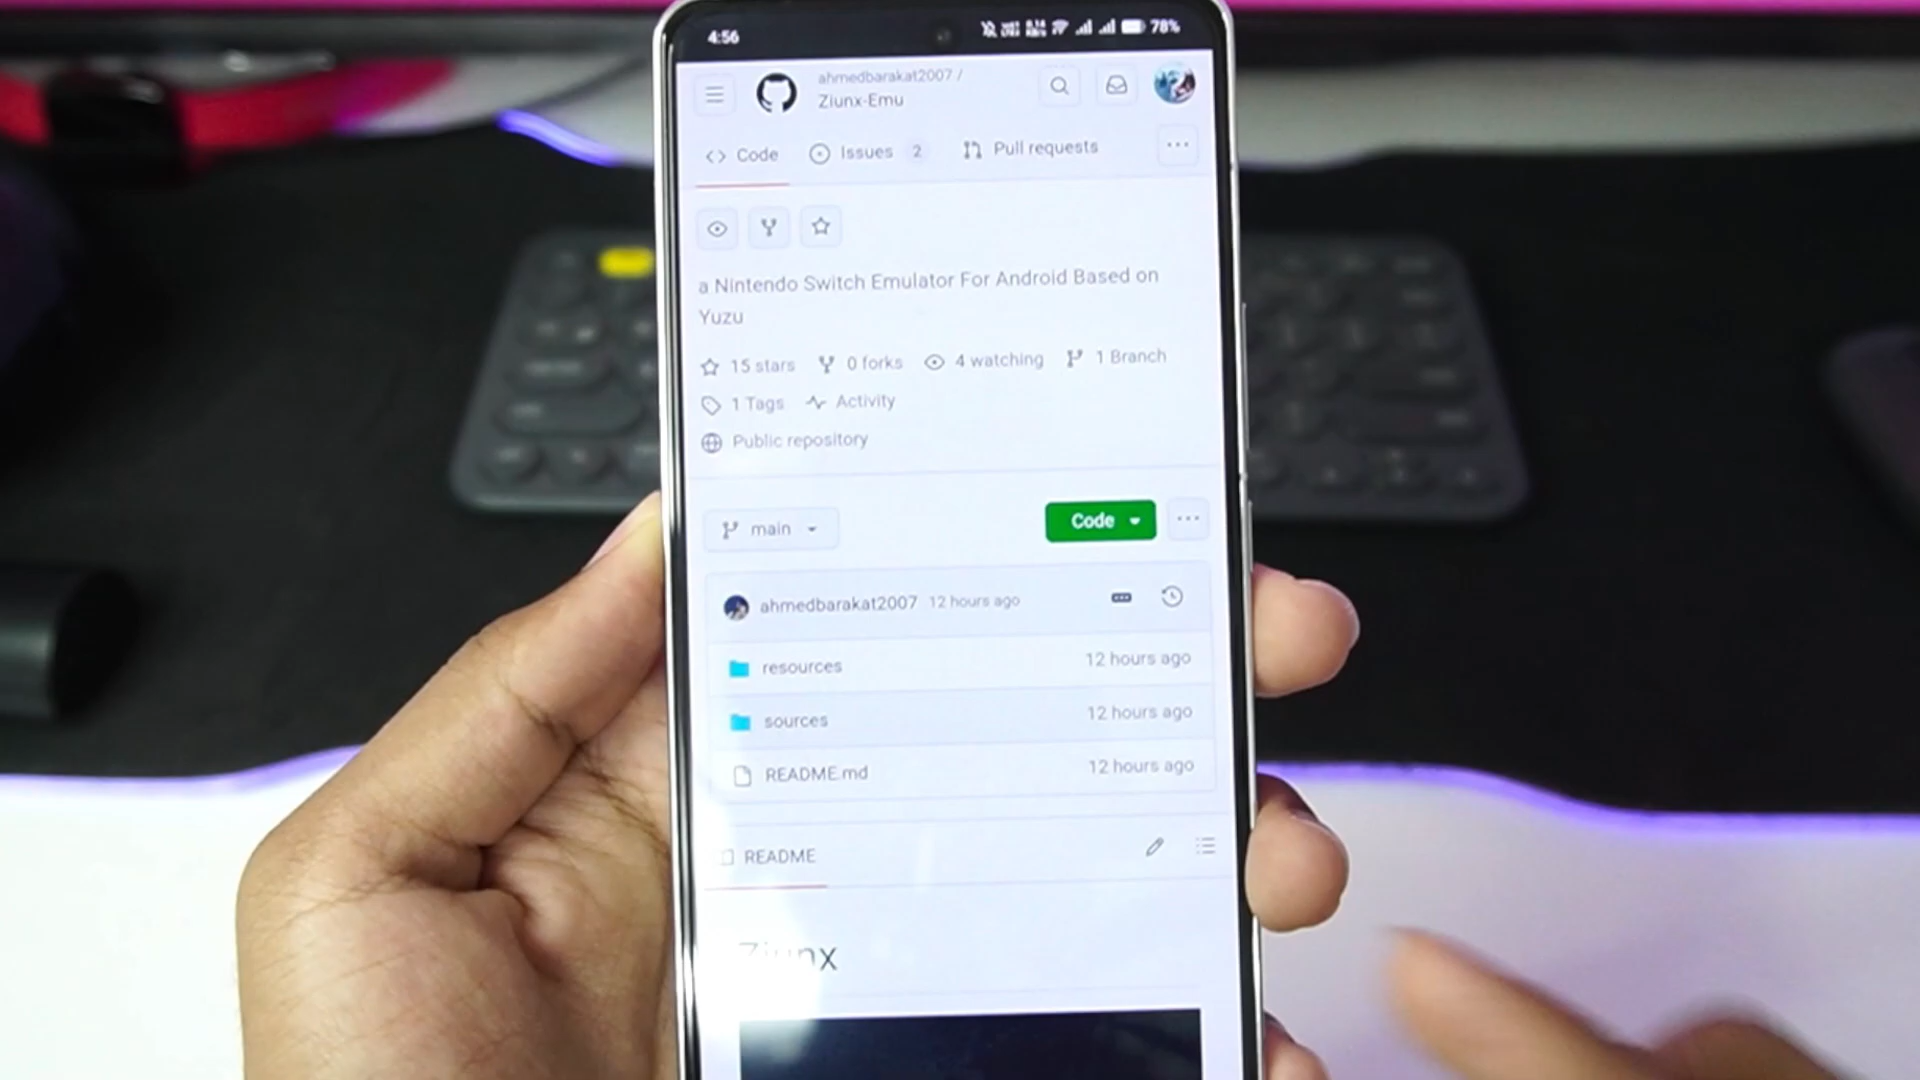 4:56
78%
ahmedbarakat2007 /
Ziunx-Emu
Code
Issues 2
Pull requests
a Nintendo Switch Emulator For Android Based on
Yuzu
15 stars
0 forks
4 watching
1 Branch
1 Tags
Activity
Public repository
main
Code
ahmedbarakat2007 12 hours ago
resources 12 hours ago
sources 12 hours ago
README.md 12 hours ago
README
Ziunx